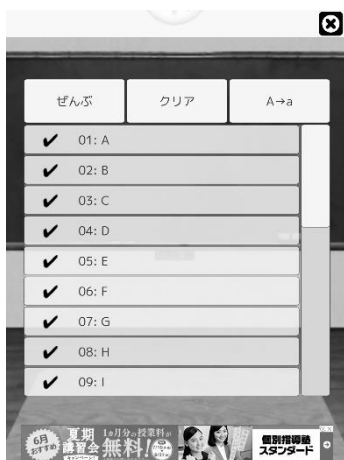 ぜんぶ
クリア
A→a
✔ 01: A
✔ 02: B
✔ 03: C
✔ 04: D
✔ 05: E
✔ 06: F
✔ 07: G
✔ 08: H
✔ 09: I
6月
おすすめ
夏期
講習会
1ヵ月分の授業料が
無料!
個別指導塾
スタンダード